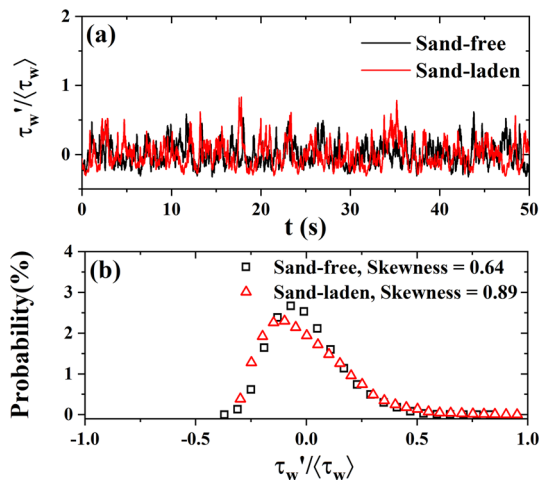 (a)
Sand-free
Sand-laden
τw'/⟨τw⟩
2
1
0
0 10 20 30 40 50
t (s)
(b)
Sand-free, Skewness = 0.64
Sand-laden, Skewness = 0.89
Probability(%)
4
3
2
1
0
-1.0 -0.5 0.0 0.5 1.0
τw'/⟨τw⟩